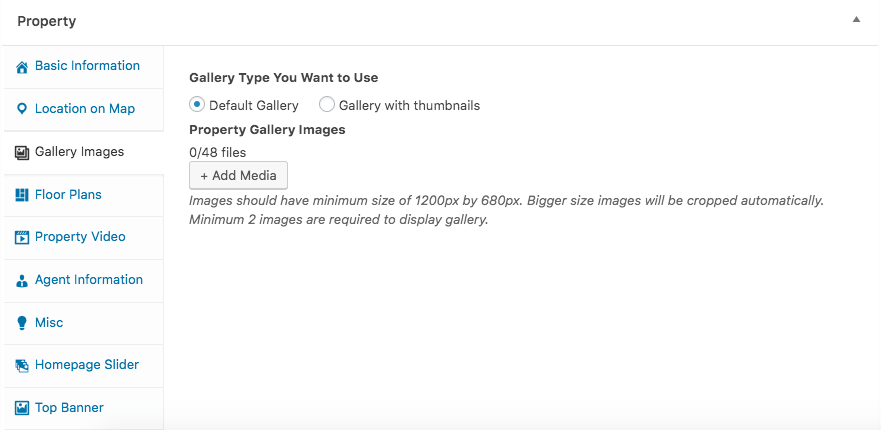 Property
Basic Information
Location on Map
Gallery Images
Floor Plans
Property Video
Agent Information
Misc
Homepage Slider
Top Banner
Gallery Type You Want to Use
Default Gallery Gallery with thumbnails
Property Gallery Images
0/48 files
+ Add Media
Images should have minimum size of 1200px by 680px. Bigger size images will be cropped automatically.
Minimum 2 images are required to display gallery.